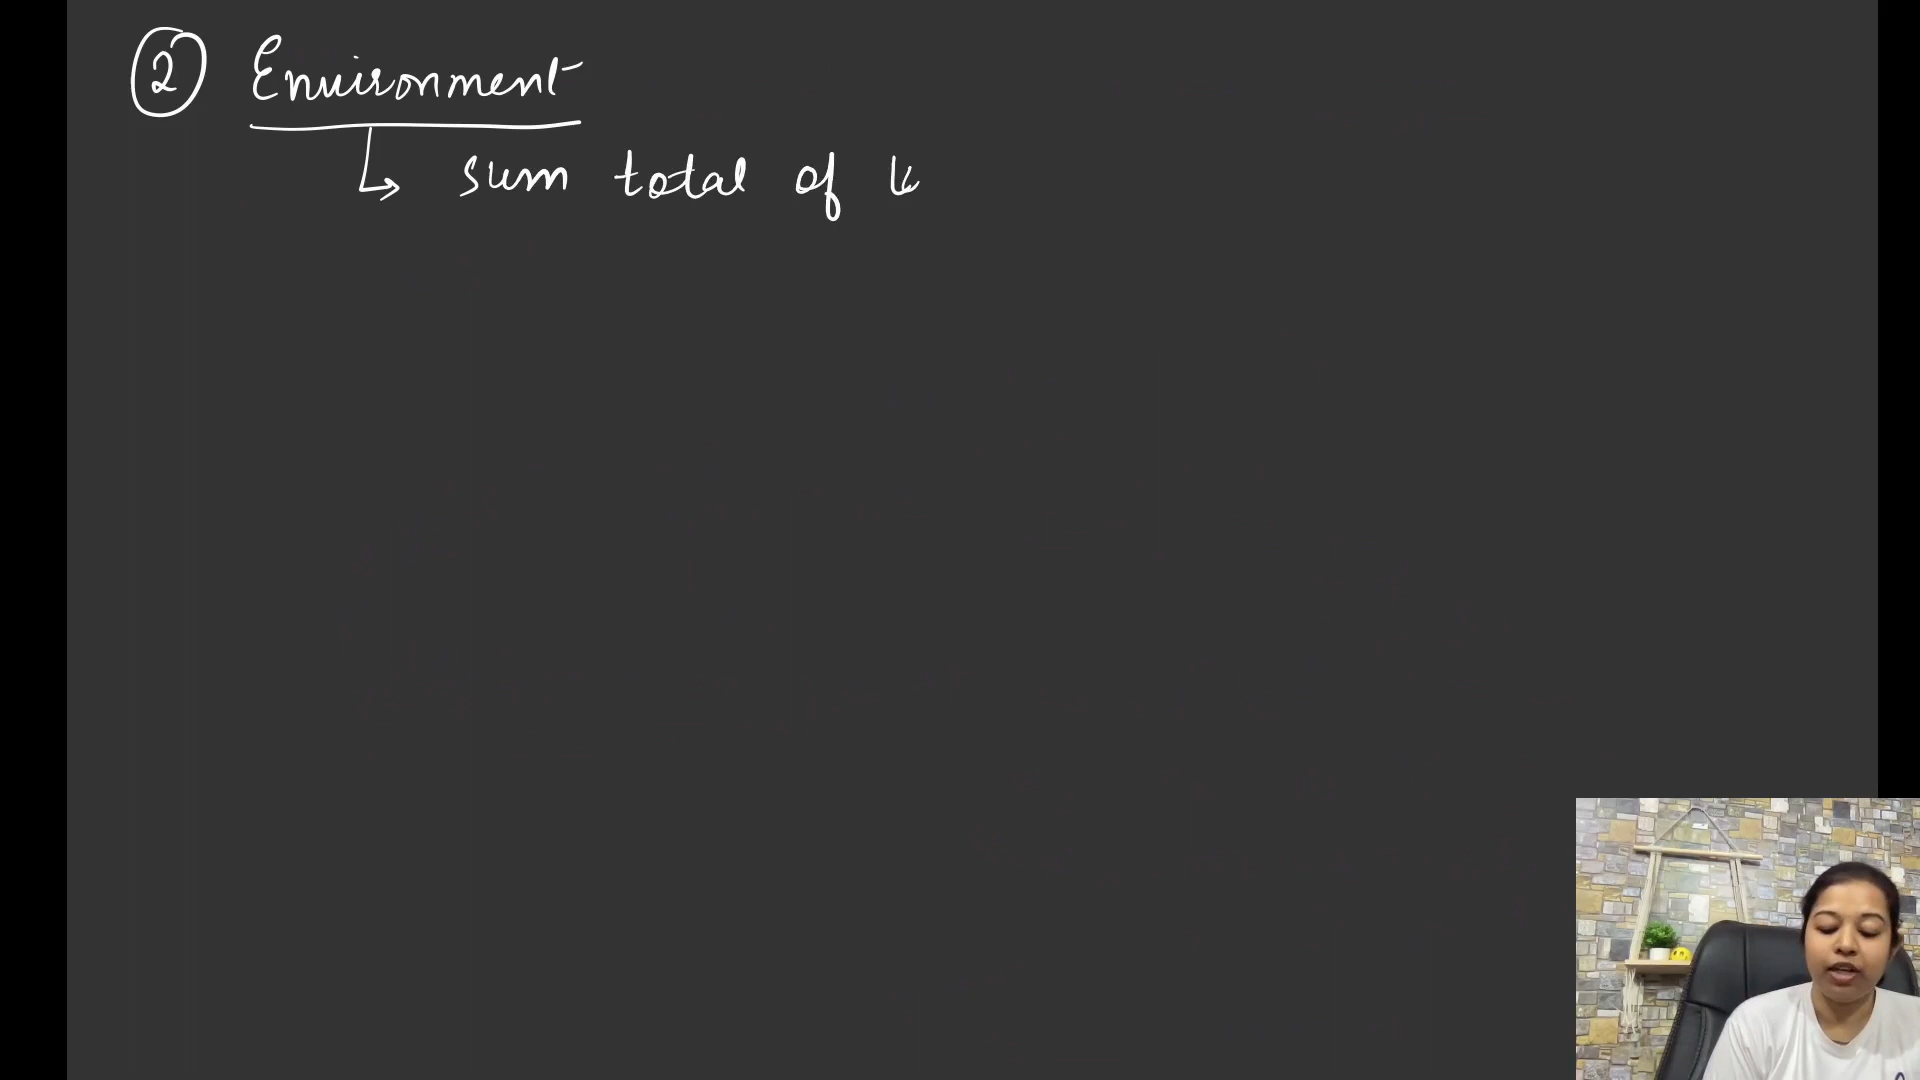 ② Environment
↳ sum total of